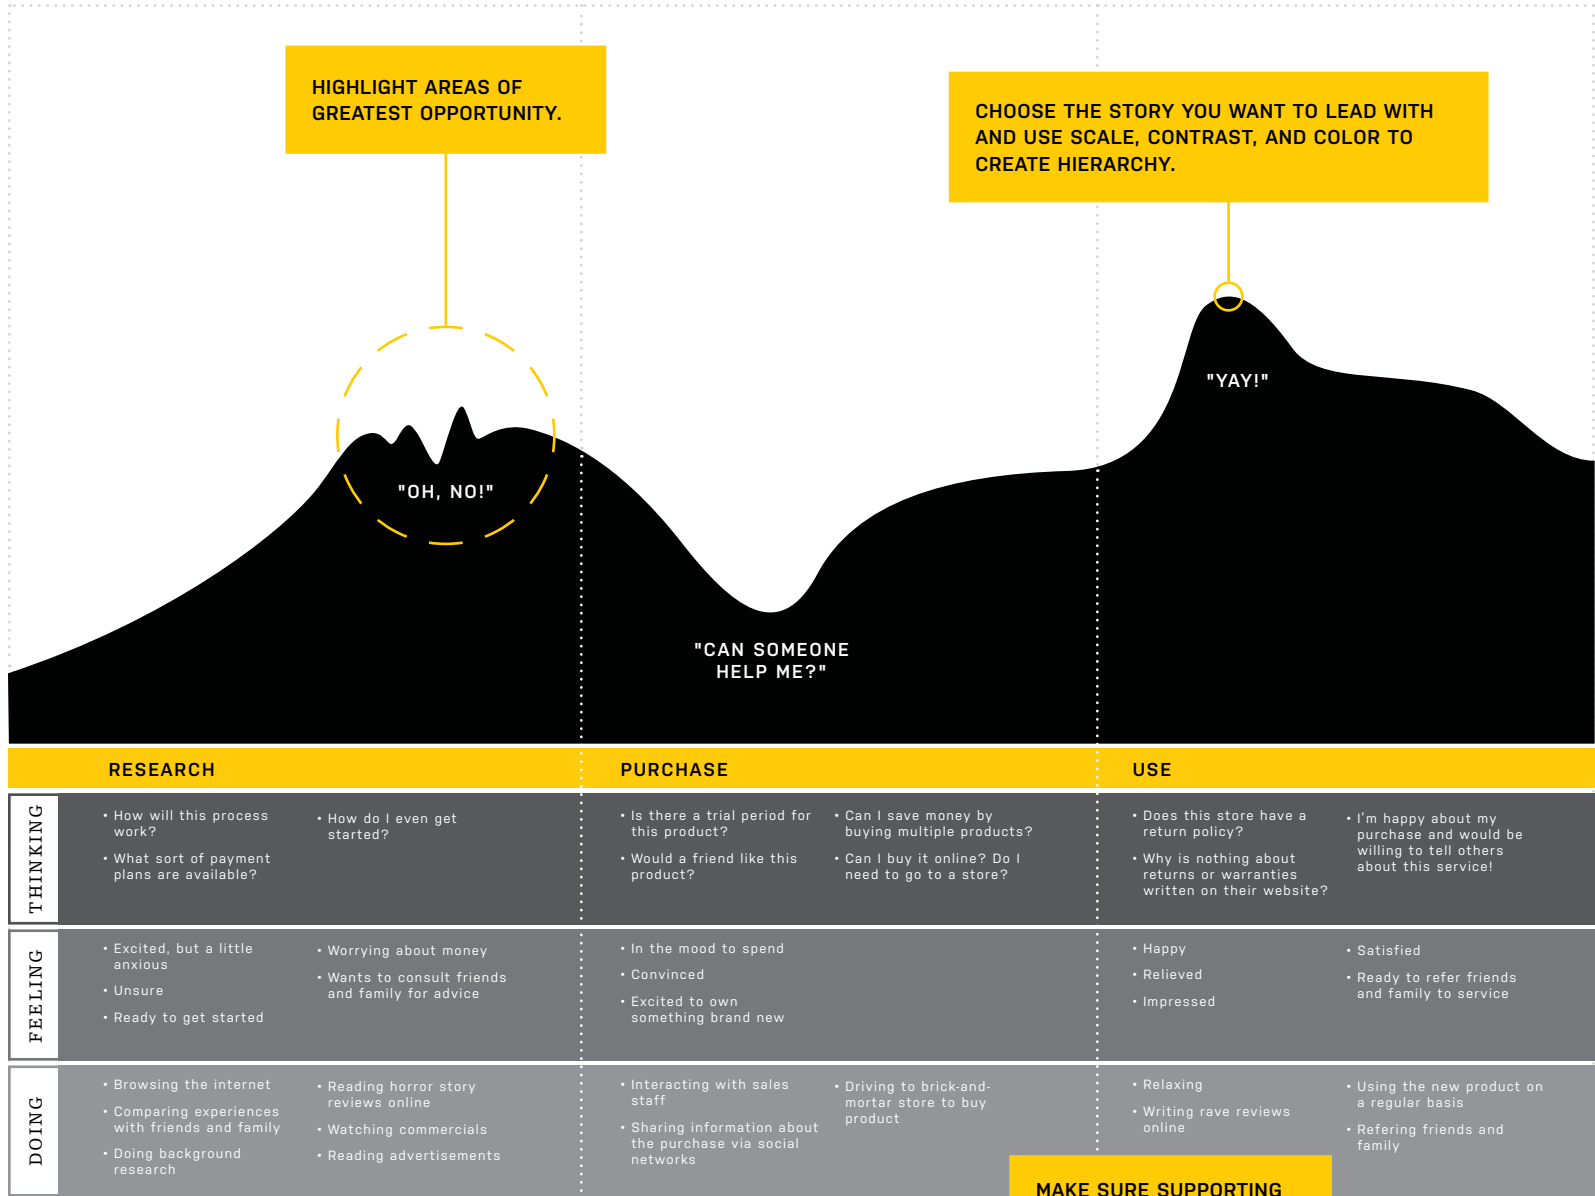 HIGHLIGHT AREAS OF
GREATEST OPPORTUNITY.
CHOOSE THE STORY YOU WANT TO LEAD WITH
AND USE SCALE, CONTRAST, AND COLOR TO
CREATE HIERARCHY.
"YAY!"
"OH, NO!"
"CAN SOMEONE
HELP ME?"
RESEARCH
PURCHASE
USE
THINKING
• How will this process
work?
• What sort of payment
plans are available?
• How do I even get
started?
• Is there a trial period for
this product?
• Would a friend like this
product?
• Can I save money by
buying multiple products?
• Can I buy it online? Do I
need to go to a store?
• Does this store have a
return policy?
• Why is nothing about
returns or warranties
written on their website?
• I'm happy about my
purchase and would be
willing to tell others
about this service!
FEELING
• Excited, but a little
anxious
• Unsure
• Ready to get started
• Worrying about money
• Wants to consult friends
and family for advice
• In the mood to spend
• Convinced
• Excited to own
something brand new
• Happy
• Relieved
• Impressed
• Satisfied
• Ready to refer friends
and family to service
DOING
• Browsing the internet
• Comparing experiences
with friends and family
• Doing background
research
• Reading horror story
reviews online
• Watching commercials
• Reading advertisements
• Interacting with sales
staff
• Sharing information about
the purchase via social
networks
• Driving to brick-and-
mortar store to buy
product
• Relaxing
• Writing rave reviews
online
• Using the new product on
a regular basis
• Refering friends and
family
MAKE SURE SUPPORTING